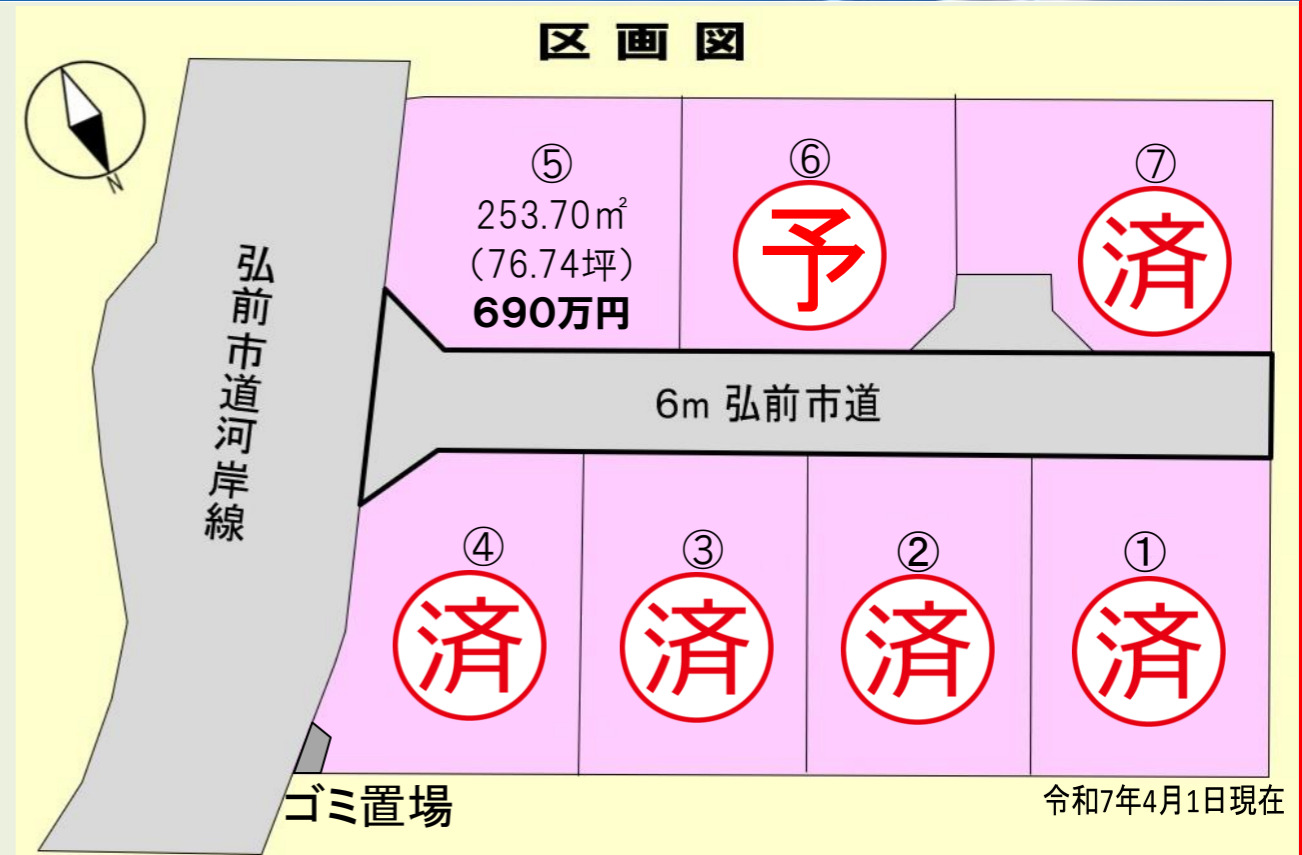 区画図
N
⑤
253.70㎡
（76.74坪）
690万円
⑥
予
⑦
済
弘前市道河岸線
6m 弘前市道
④
済
③
済
②
済
①
済
ゴミ置場
令和7年4月1日現在